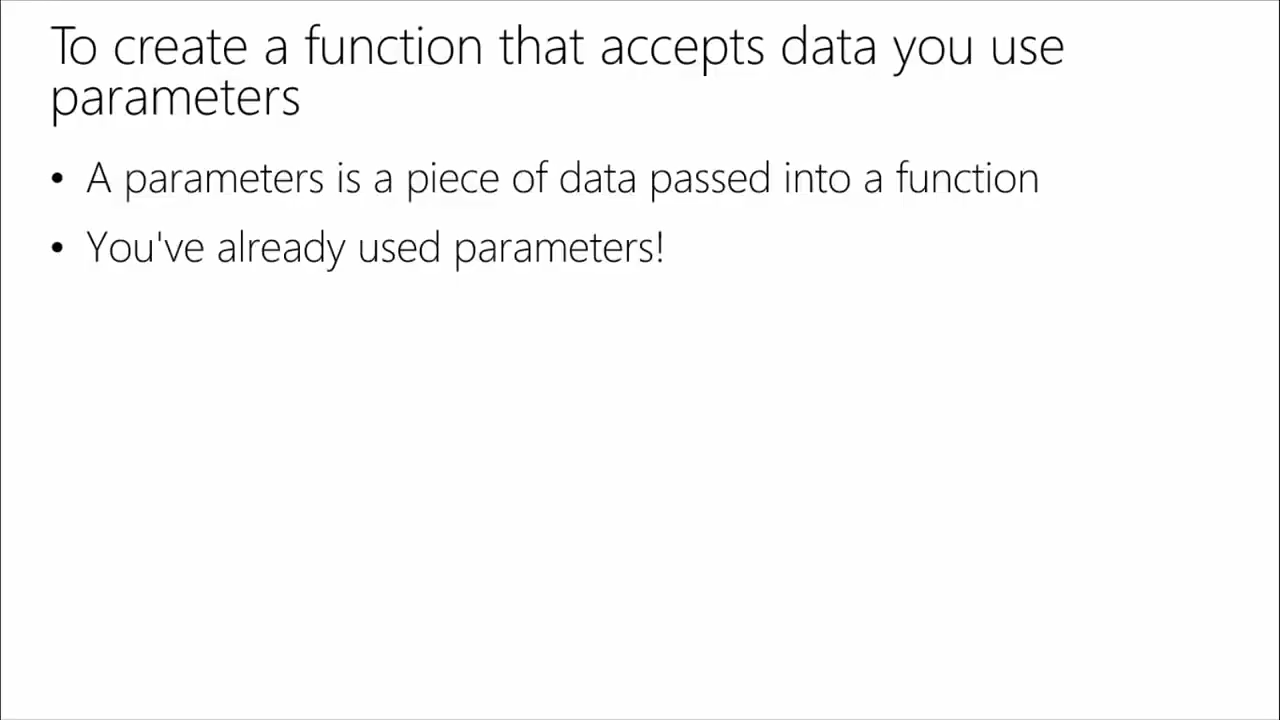 To create a function that accepts data you use
parameters
• A parameters is a piece of data passed into a function
• You've already used parameters!